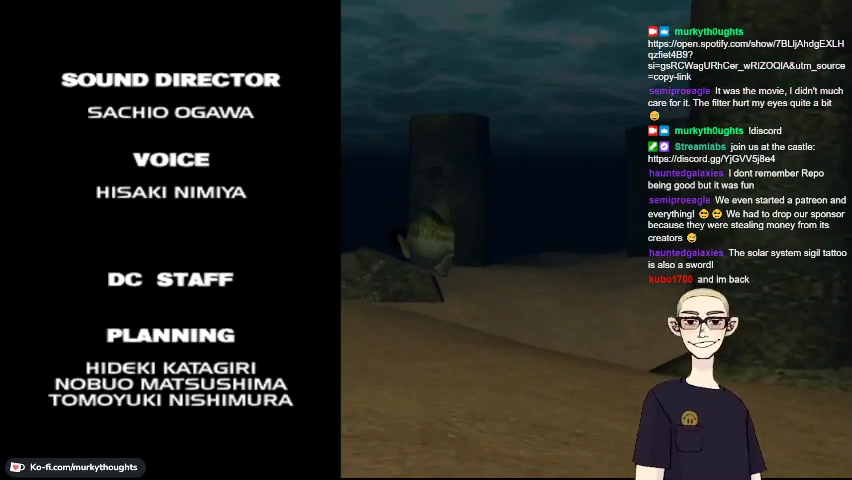 SOUND DIRECTOR
SACHIO OGAWA
VOICE
HISAKI NIMIYA
DC STAFF
PLANNING
HIDEKI KATAGIRI
NOBUO MATSUSHIMA
TOMOYUKI NISHIMURA
Ko-fi.com/murkythoughts
murkyth0ughts
https://open.spotify.com/show/7BLIjAhdgEXLH
qzfiet4B9?
si=gsRCWagURhCer_wRIZOQIA&utm_source
=copy-link
semiproeagle It was the movie, I didn't much
care for it. The filter hurt my eyes quite a bit
😅
murkyth0ughts !discord
Streamlabs join us at the castle:
https://discord.gg/YjGVV5j8e4
hauntedgalaxies I dont remember Repo
being good but it was fun
semiproeagle We even started a patreon and
everything! 😎 😎 We had to drop our sponsor
because they were stealing money from its
creators 😅
hauntedgalaxies The solar system sigil tattoo
is also a sword!
kubo1700 and im back